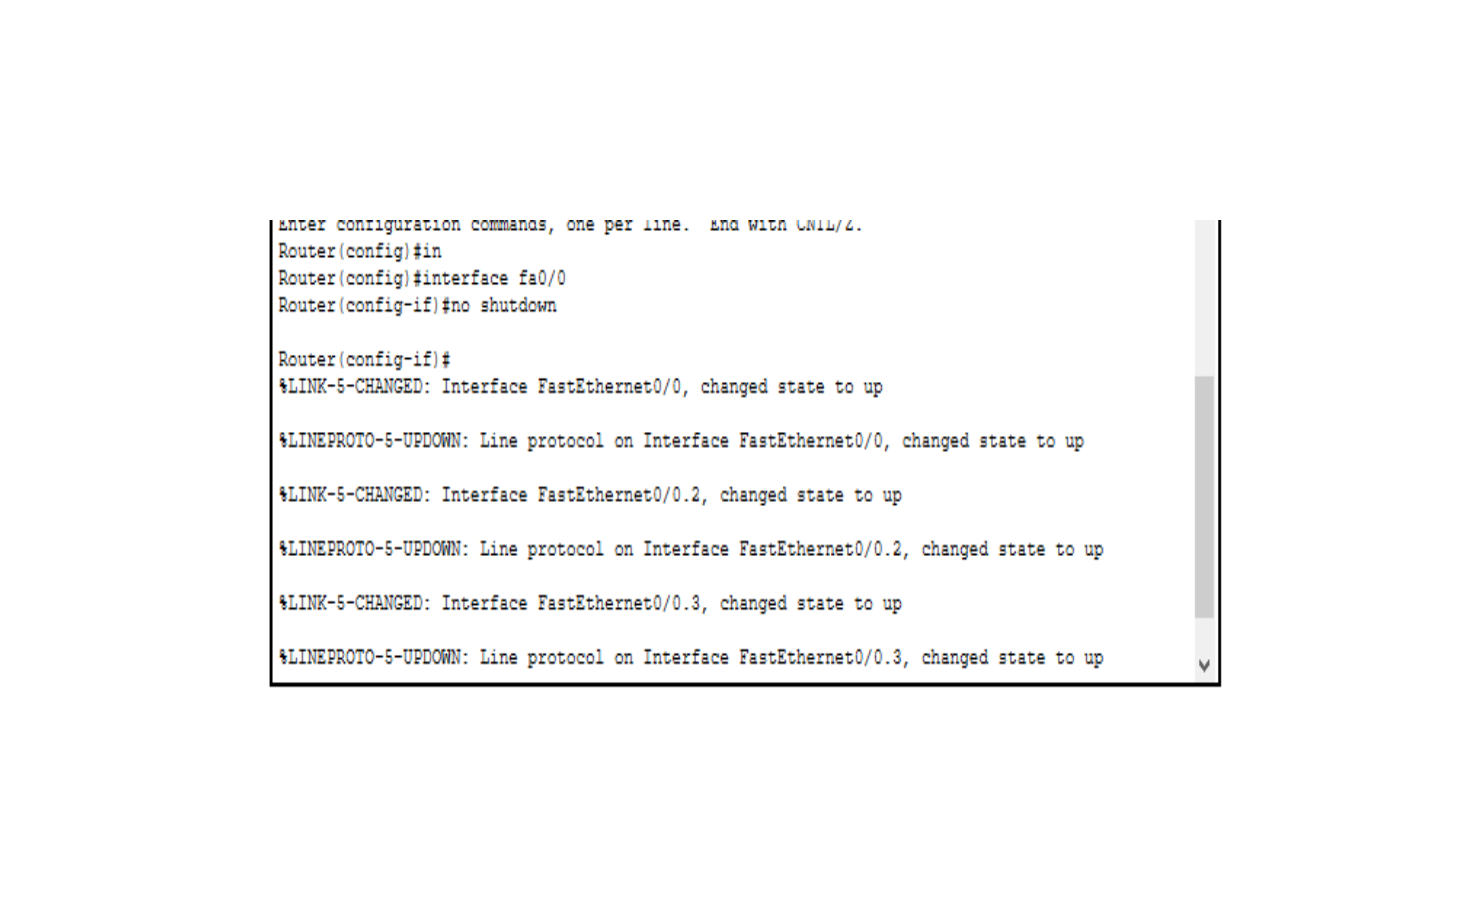 Enter configuration commands, one per line.  End with CNTL/Z.
Router(config)#in
Router(config)#interface fa0/0
Router(config-if)#no shutdown
Router(config-if)#
%LINK-5-CHANGED: Interface FastEthernet0/0, changed state to up
%LINEPROTO-5-UPDOWN: Line protocol on Interface FastEthernet0/0, changed state to up
%LINK-5-CHANGED: Interface FastEthernet0/0.2, changed state to up
%LINEPROTO-5-UPDOWN: Line protocol on Interface FastEthernet0/0.2, changed state to up
%LINK-5-CHANGED: Interface FastEthernet0/0.3, changed state to up
%LINEPROTO-5-UPDOWN: Line protocol on Interface FastEthernet0/0.3, changed state to up